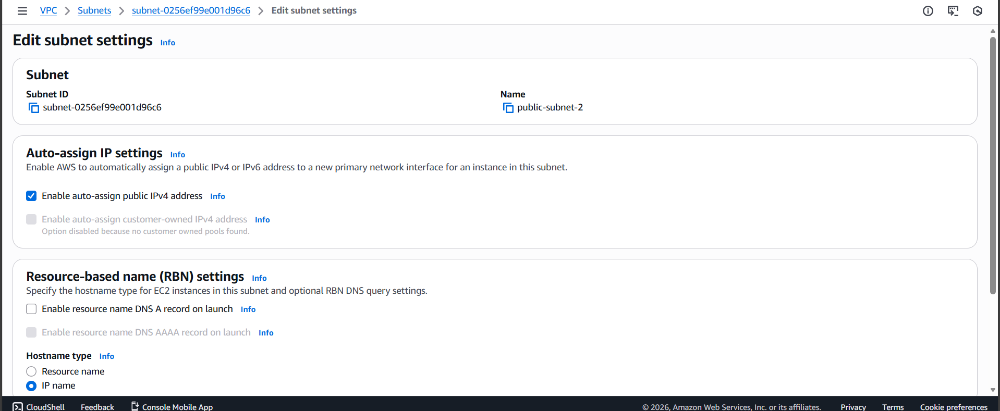 VPC > Subnets > subnet-0256ef99e001d96c6 > Edit subnet settings
Edit subnet settings Info
Subnet
Subnet ID Name
subnet-0256ef99e001d96c6 public-subnet-2
Auto-assign IP settings Info
Enable AWS to automatically assign a public IPv4 or IPv6 address to a new primary network interface for an instance in this subnet.
Enable auto-assign public IPv4 address Info
Enable auto-assign customer-owned IPv4 address Info
Option disabled because no customer owned pools found.
Resource-based name (RBN) settings Info
Specify the hostname type for EC2 instances in this subnet and optional RBN DNS query settings.
Enable resource name DNS A record on launch Info
Enable resource name DNS AAAA record on launch Info
Hostname type Info
Resource name
IP name
CloudShell Feedback Console Mobile App © 2026, Amazon Web Services, Inc. or its affiliates. Privacy Terms Cookie preferences